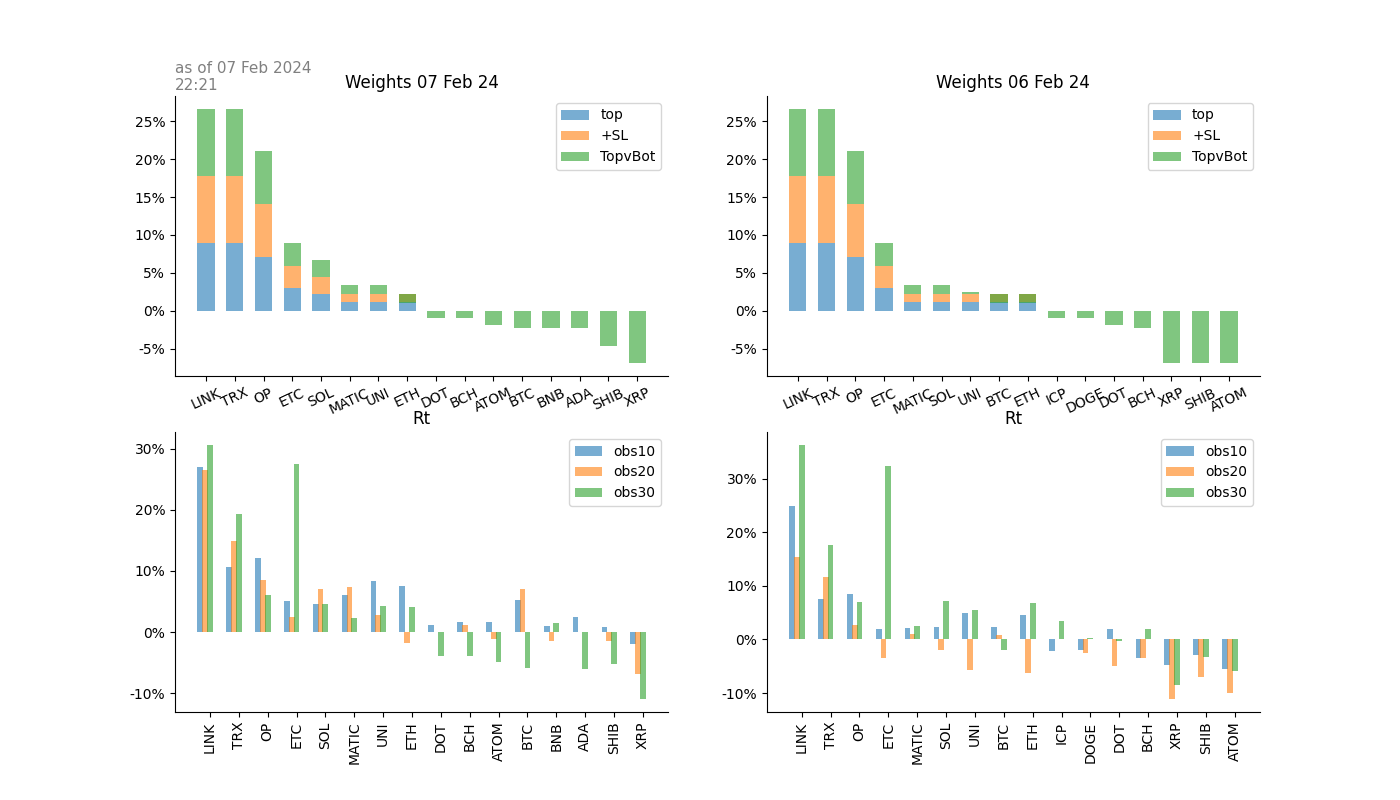 as of 07 Feb 2024
22:21
Weights 07 Feb 24
25%
20%
15%
10%
5%
0%
-5%
top
+SL
TopvBot
LINK TRX OP ETC SOL MATIC UNI ETH DOT BCH ATOM BTC BNB ADA SHIB XRP
Weights 06 Feb 24
25%
20%
15%
10%
5%
0%
-5%
top
+SL
TopvBot
LINK TRX OP ETC MATIC SOL UNI BTC ETH ICP DOGE DOT BCH XRP SHIB ATOM
Rt
30%
20%
10%
0%
-10%
obs10
obs20
obs30
LINK TRX OP ETC SOL MATIC UNI ETH DOT BCH ATOM BTC BNB ADA SHIB XRP
Rt
30%
20%
10%
0%
-10%
obs10
obs20
obs30
LINK TRX OP ETC MATIC SOL UNI BTC ETH ICP DOGE DOT BCH XRP SHIB ATOM